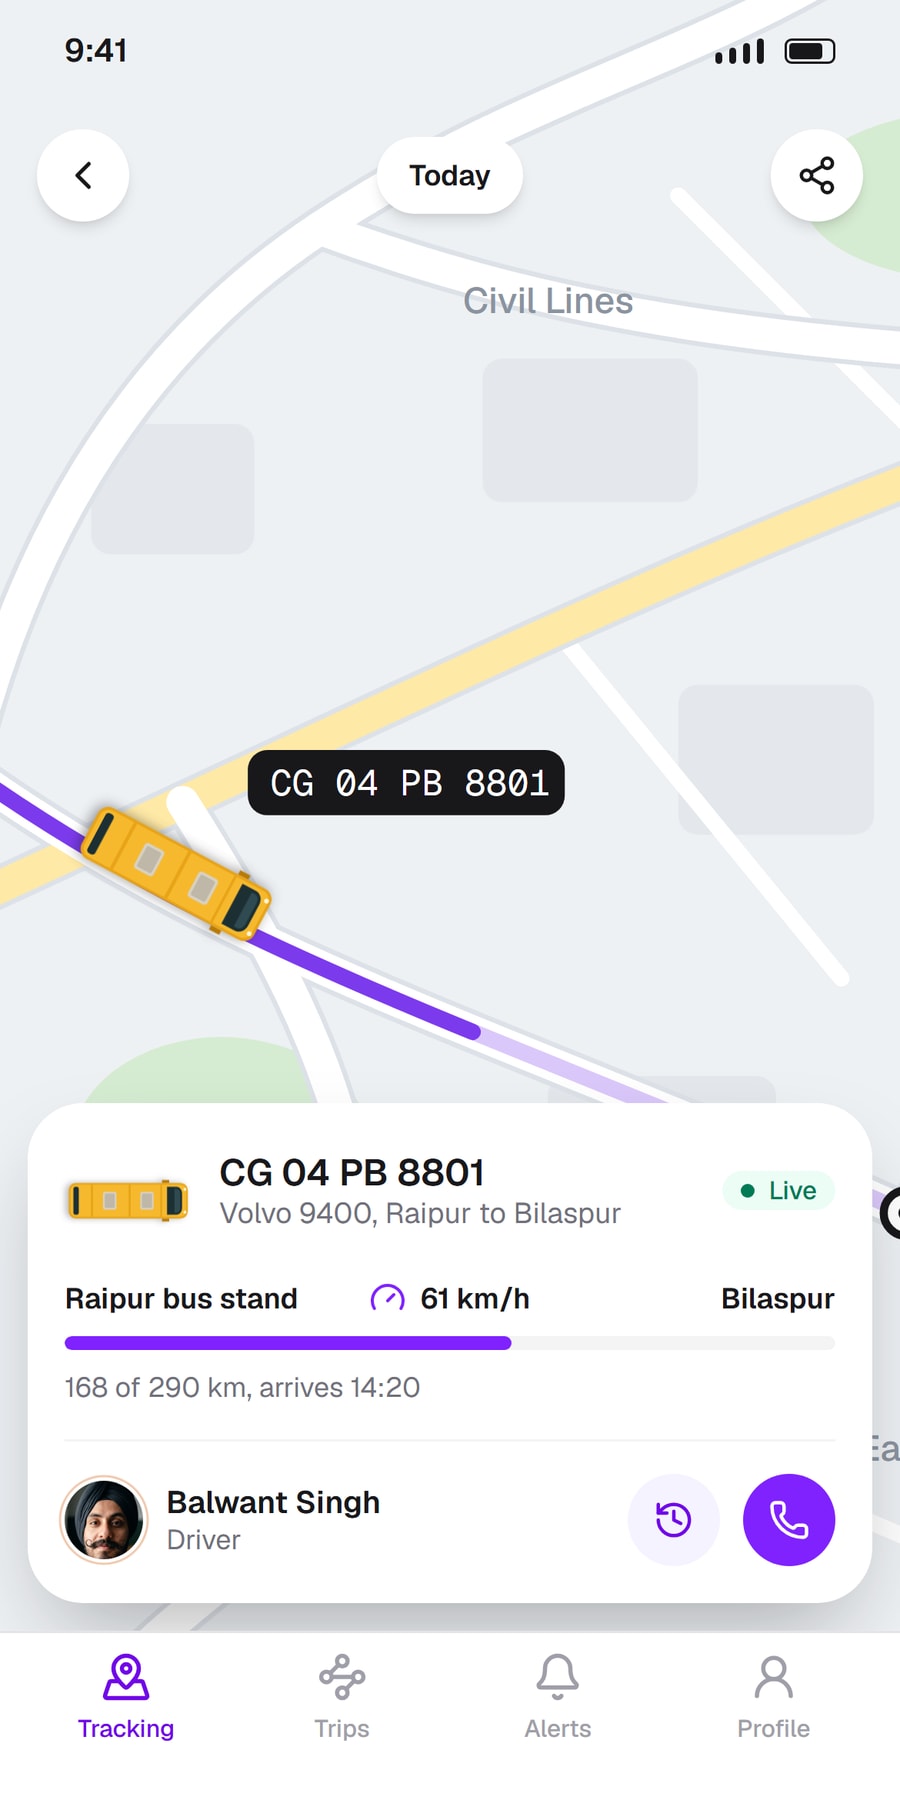 9:41
Today
Civil Lines
CG 04 PB 8801
CG 04 PB 8801
Volvo 9400, Raipur to Bilaspur
Live
Raipur bus stand
61 km/h
Bilaspur
168 of 290 km, arrives 14:20
Ea
Balwant Singh
Driver
Tracking
Trips
Alerts
Profile